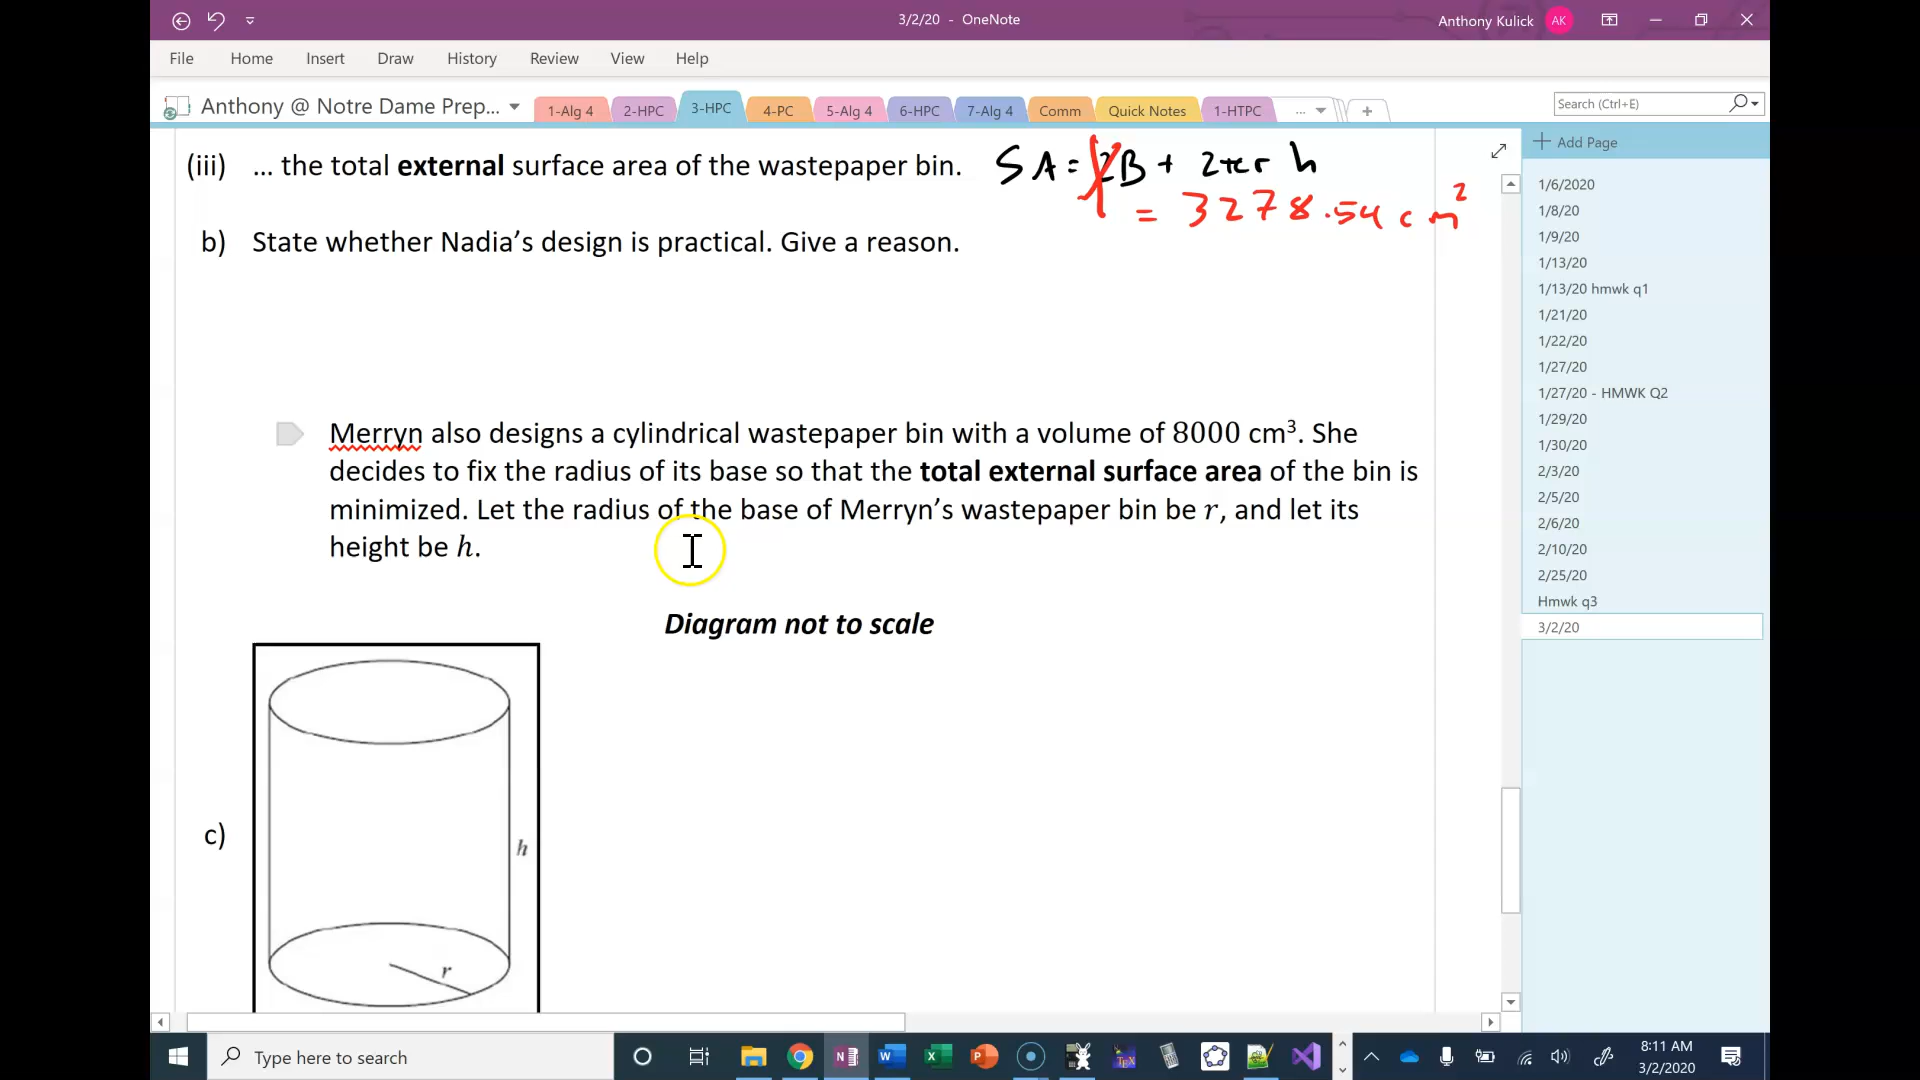 3/2/20 - OneNote
Anthony Kulick AK
File Home Insert Draw History Review View Help
Anthony @ Notre Dame Prep... 1-Alg 4 2-HPC 3-HPC 4-PC 5-Alg 4 6-HPC 7-Alg 4 Comm Quick Notes 1-HTPC ... + Search (Ctrl+E)
Add Page
(iii) ... the total external surface area of the wastepaper bin. SA = 2B + 2πr h
= 3278.54 cm²
b) State whether Nadia's design is practical. Give a reason.
Merryn also designs a cylindrical wastepaper bin with a volume of 8000 cm³. She
decides to fix the radius of its base so that the total external surface area of the bin is
minimized. Let the radius of the base of Merryn's wastepaper bin be r, and let its
height be h.
Diagram not to scale
c)
h
r
1/6/2020
1/8/20
1/9/20
1/13/20
1/13/20 hmwk q1
1/21/20
1/22/20
1/27/20
1/27/20 - HMWK Q2
1/29/20
1/30/20
2/3/20
2/5/20
2/6/20
2/10/20
2/25/20
Hmwk q3
3/2/20
Type here to search
8:11 AM
3/2/2020